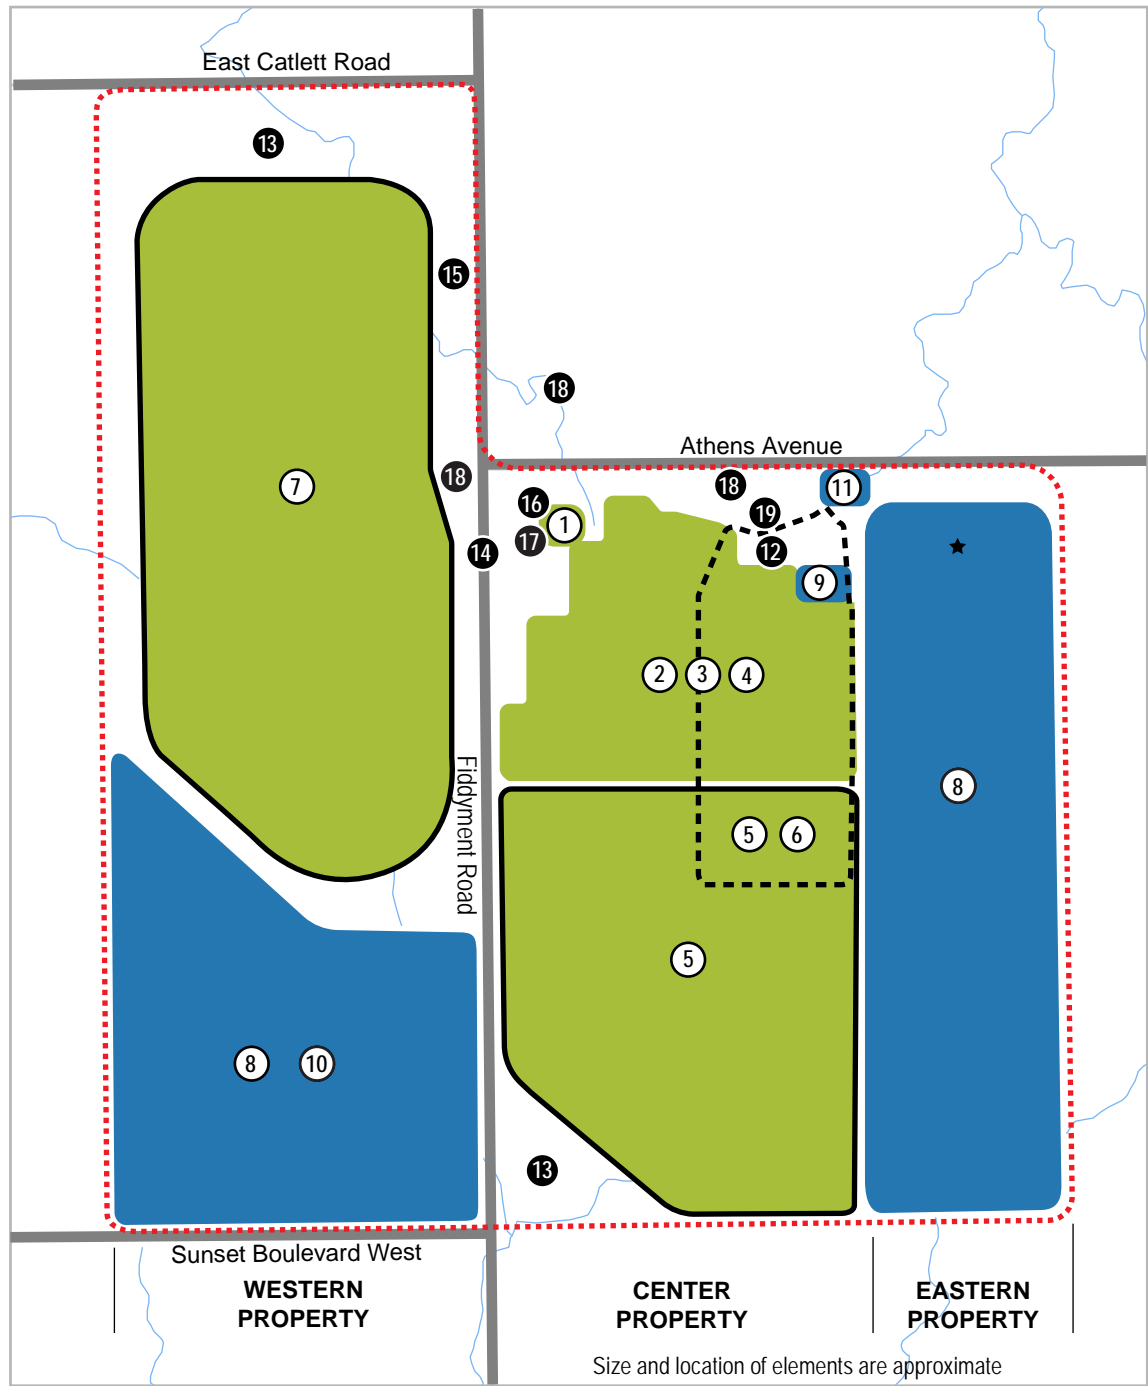 East Catlett Road
13
15
18
Athens Avenue
7
18
18
11
16
19
1
17
14
12
9
2
3
4
Fiddyment Road
8
5
6
5
8
10
13
Sunset Boulevard West
WESTERN
PROPERTY
CENTER
PROPERTY
EASTERN
PROPERTY
Size and location of elements are approximate